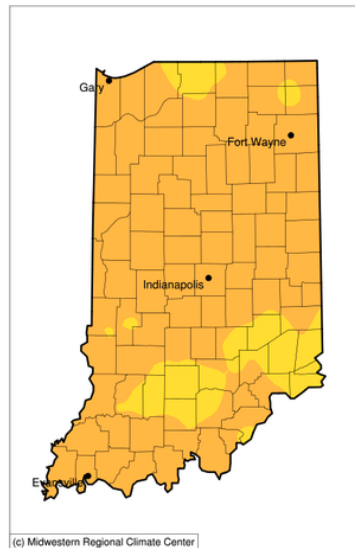 Gary
Fort Wayne
Indianapolis
Evansville
(c) Midwestern Regional Climate Center